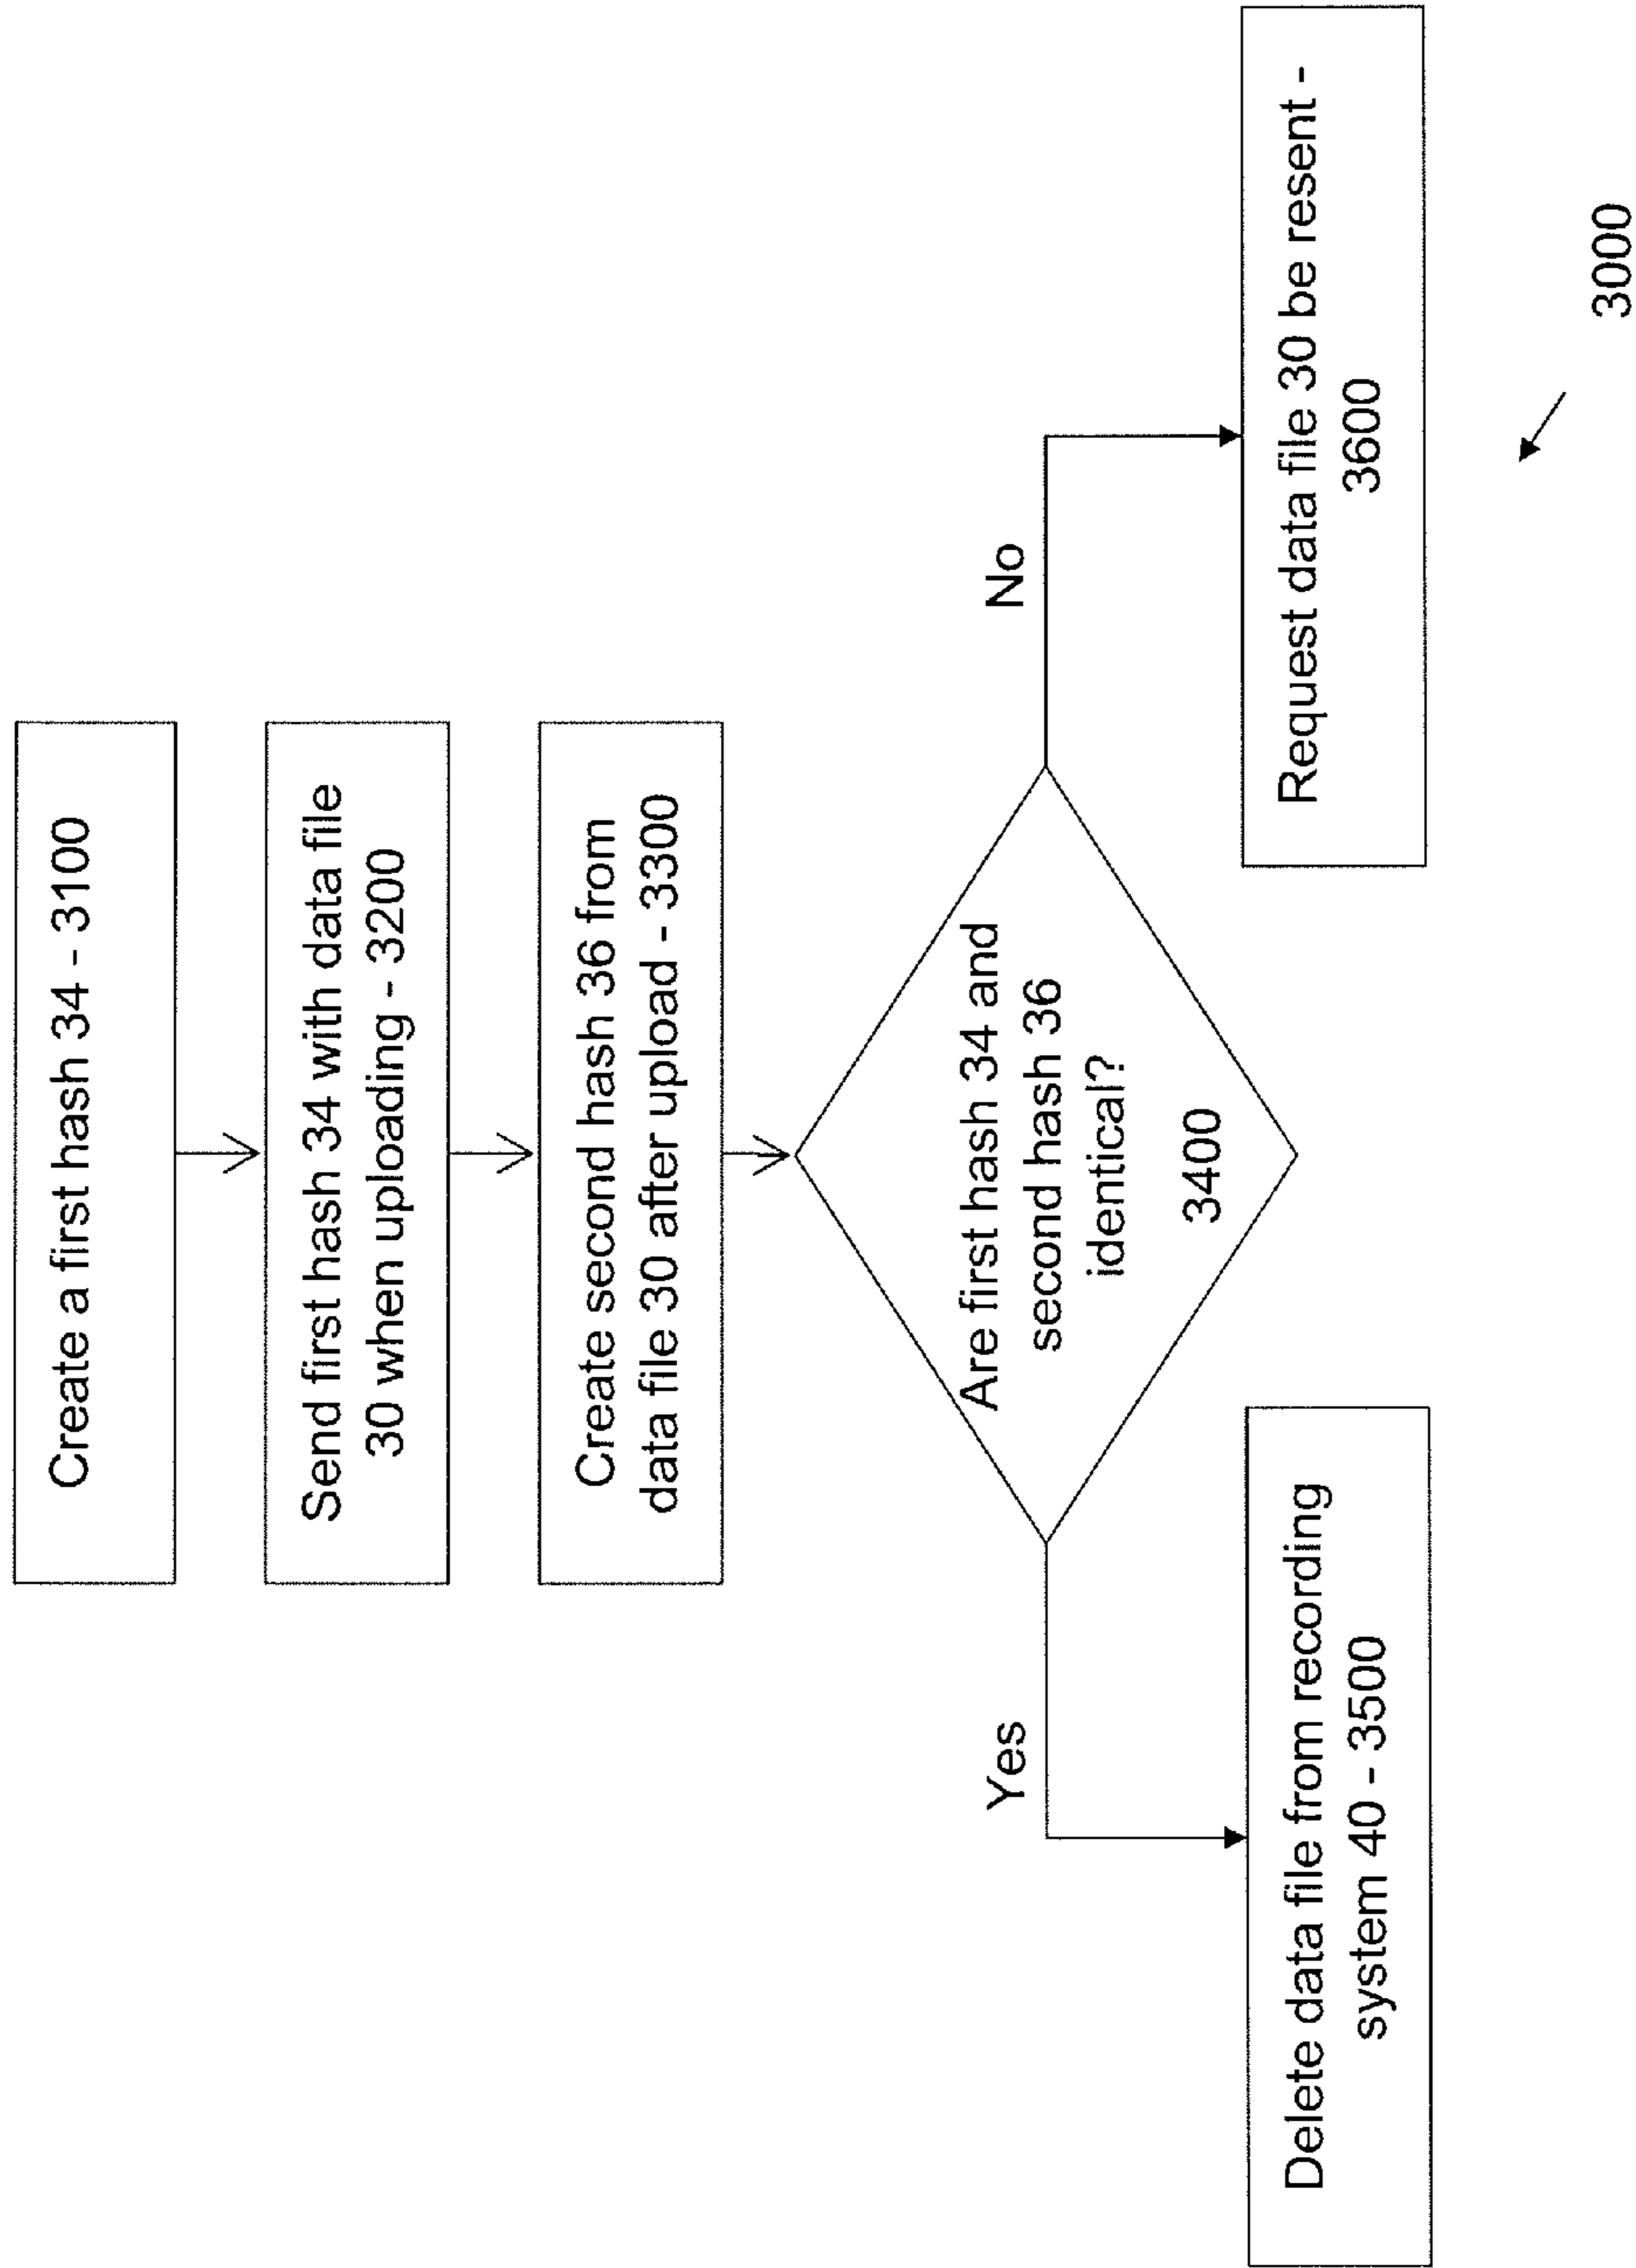 Create a first hash 34 - 3100
Send first hash 34 with data file
30 when uploading - 3200
Create second hash 36 from
data file 30 after upload - 3300
Are first hash 34 and
second hash 36
identical?
3400
Yes
No
Delete data file from recording
system 40 - 3500
Request data file 30 be resent -
3600
3000